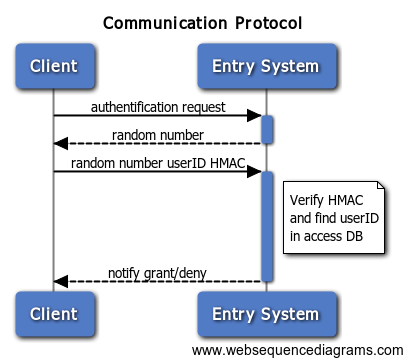 Communication Protocol
Client
Entry System
authentification request
random number
random number userID HMAC
Verify HMAC
and find userID
in access DB
notify grant/deny
Client
Entry System
www.websequencediagrams.com